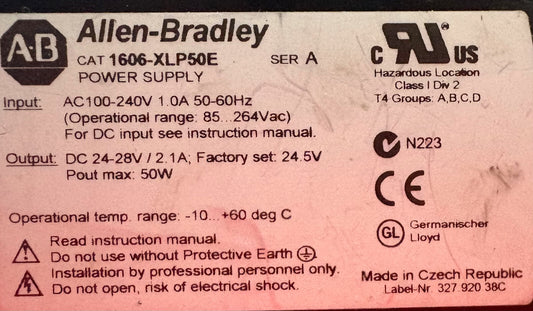 A-B Allen-Bradley
CAT 1606-XLP50E SER A
POWER SUPPLY
Input: AC100-240V 1.0A 50-60Hz
(Operational range: 85...264Vac)
For DC input see instruction manual.
Output: DC 24-28V / 2.1A; Factory set: 24.5V
Pout max: 50W
Operational temp. range: -10...+60 deg C
Read instruction manual.
Do not use without Protective Earth
Installation by professional personnel only.
Do not open, risk of electrical shock.
C UR US
Hazardous Location
Class I Div 2
T4 Groups: A,B,C,D
N223
CE
GL Germanischer
Lloyd
Made in Czech Republic
Label-Nr. 327 920 38C